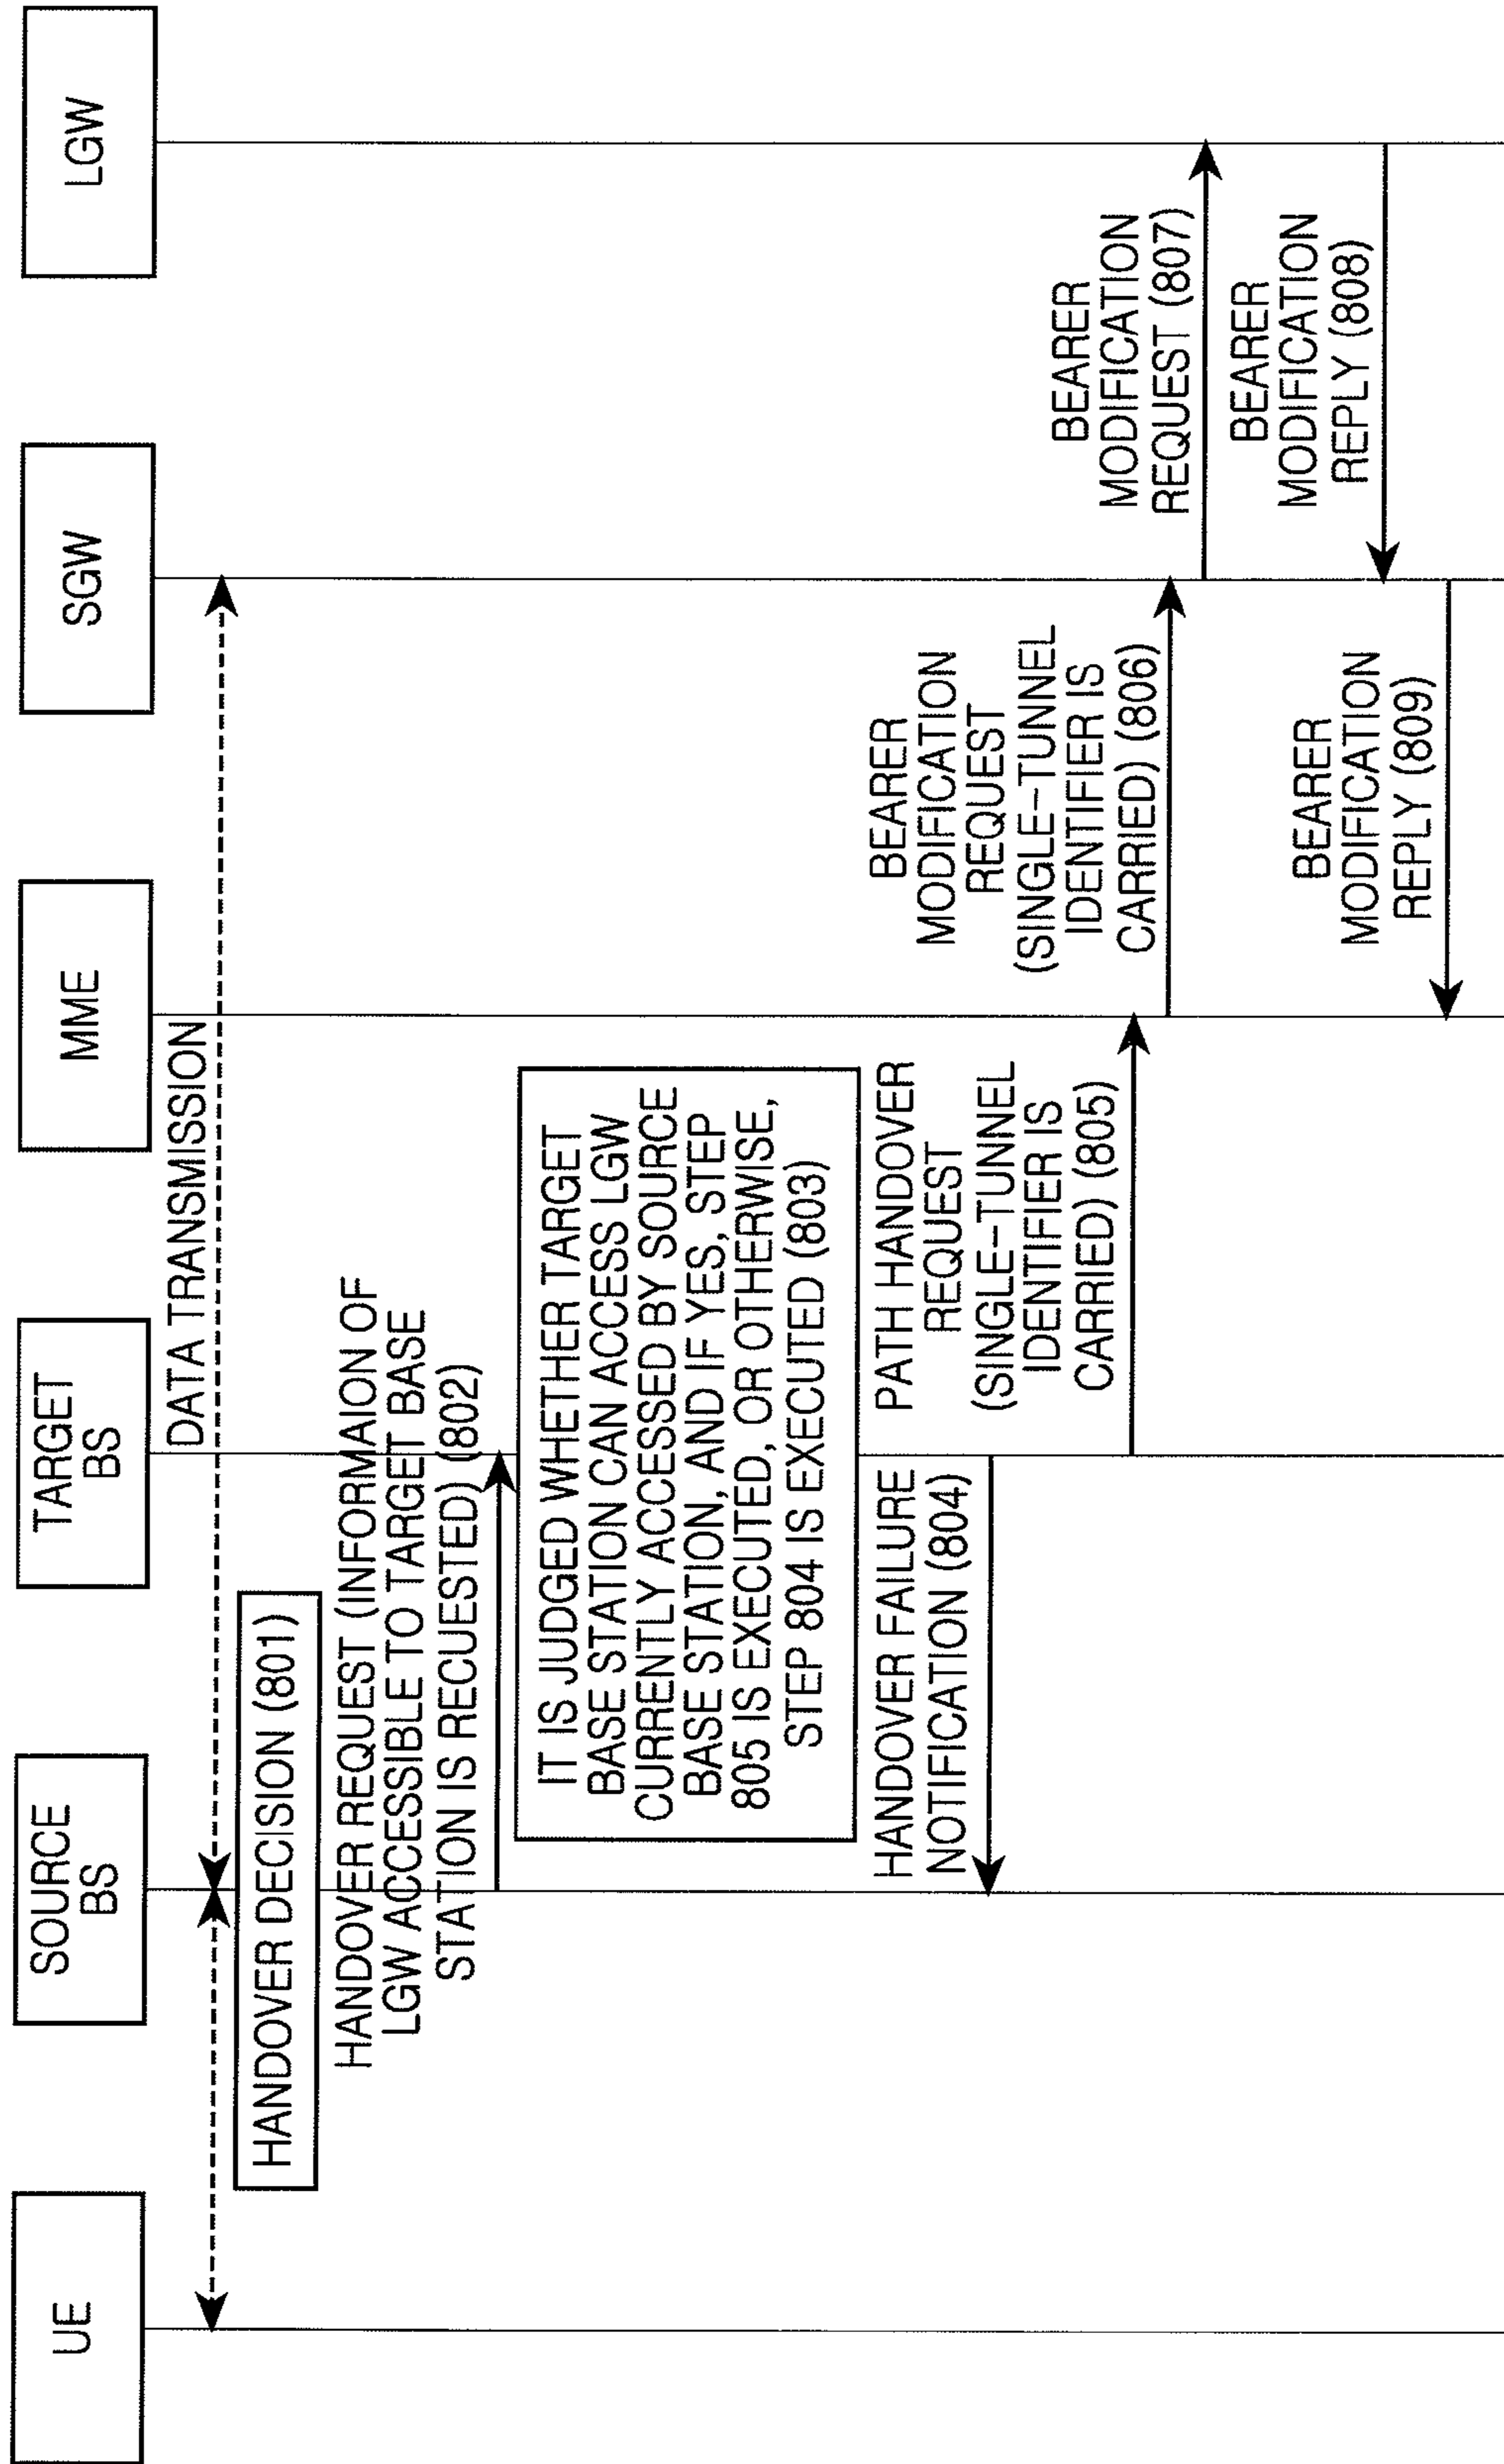 UE
SOURCE
BS
TARGET
BS
MME
SGW
LGW
DATA TRANSMISSION
HANDOVER DECISION (801)
HANDOVER REQUEST (INFORMAION OF
LGW ACCESSIBLE TO TARGET BASE
STATION IS RECUESTED) (802)
IT IS JUDGED WHETHER TARGET
BASE STATION CAN ACCESS LGW
CURRENTLY ACCESSED BY SOURCE
BASE STATION, AND IF YES, STEP
805 IS EXECUTED, OR OTHERWISE,
STEP 804 IS EXECUTED (803)
HANDOVER FAILURE
NOTIFICATION (804)
PATH HANDOVER
REQUEST
(SINGLE-TUNNEL
IDENTIFIER IS
CARRIED) (805)
BEARER
MODIFICATION
REQUEST
(SINGLE-TUNNEL
IDENTIFIER IS
CARRIED) (806)
BEARER
MODIFICATION
REQUEST (807)
BEARER
MODIFICATION
REPLY (808)
BEARER
MODIFICATION
REPLY (809)